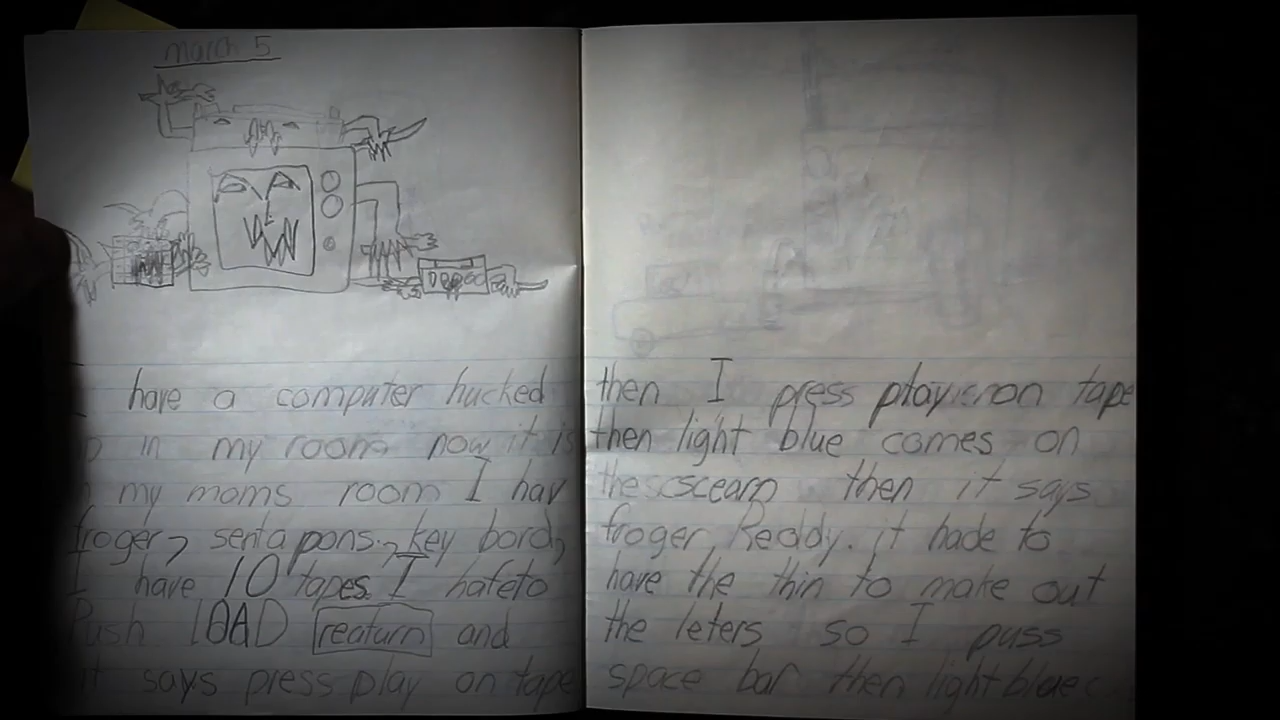 march 5
have a computer hucked
in my room now it is
my moms room I hav
froger, sentapons., key bord,
I have 10 tapes. I hafeto
Push LOAD reaturn and
it says press play on tape
then I press play on tape
then light blue comes on
the scsearn then it says
froger, Reddy. it hade to
have the thin to make out
the leters so I puss
space bar then light blue